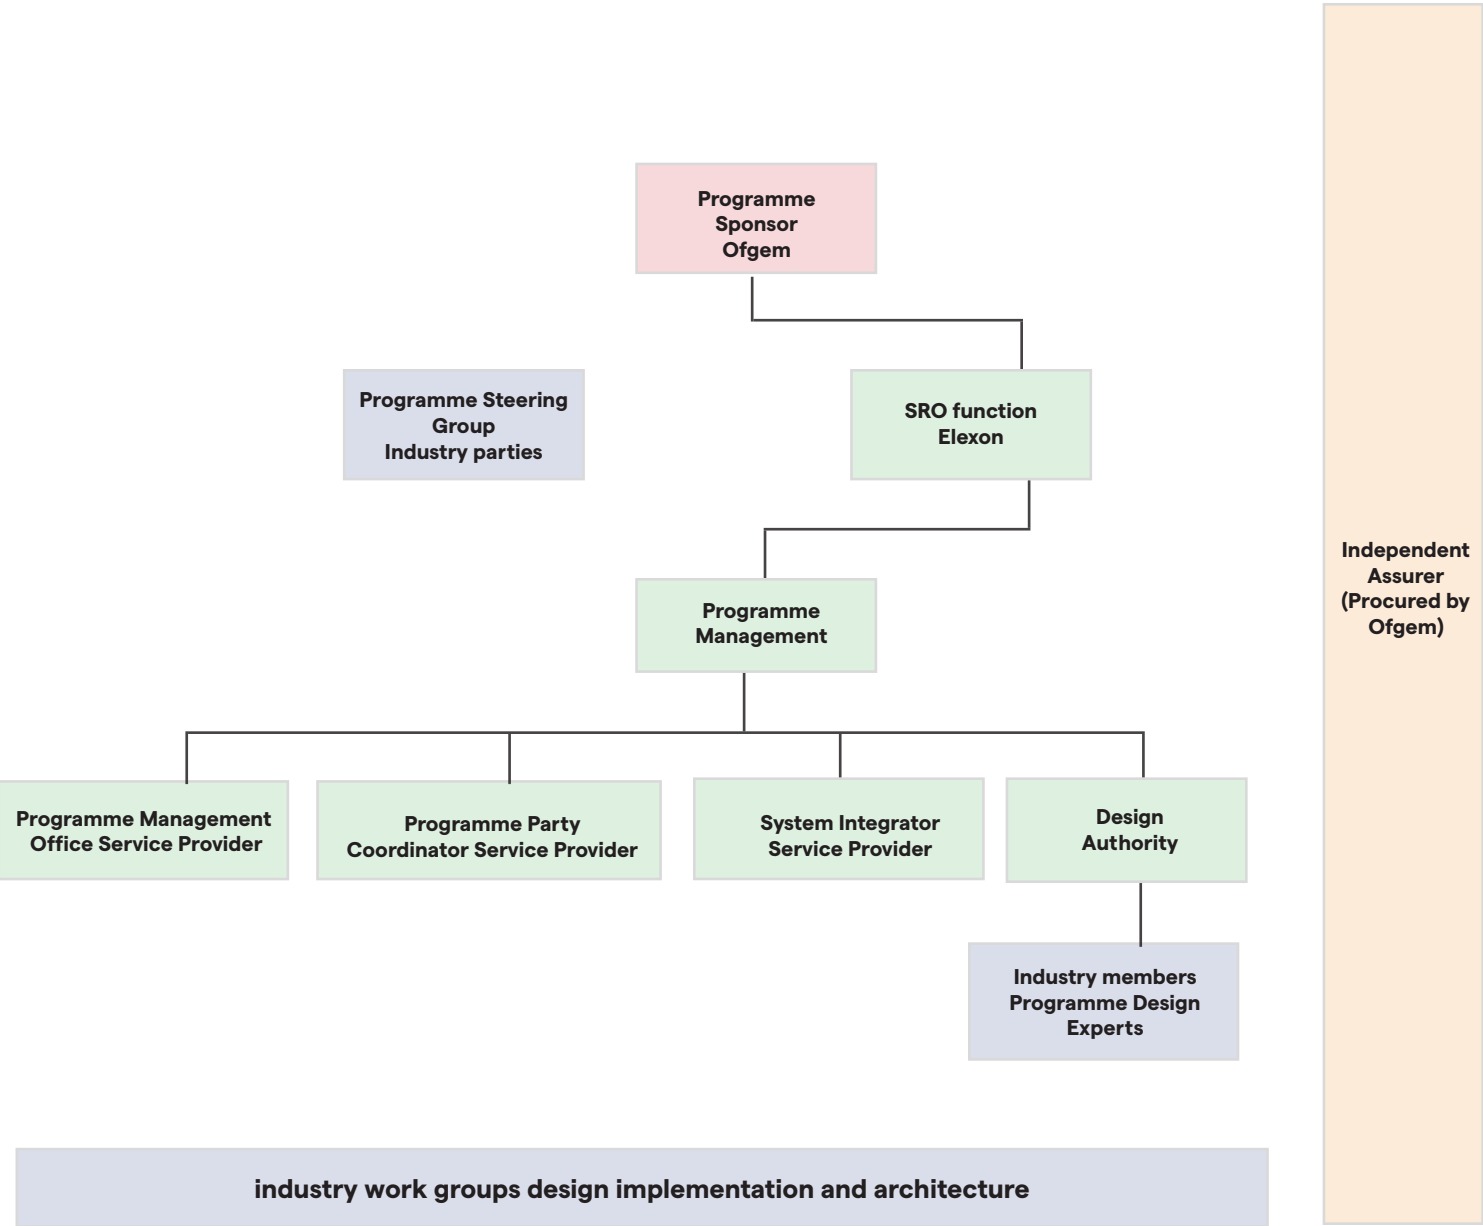 Programme
Sponsor
Ofgem
Programme Steering
Group
Industry parties
SRO function
Elexon
Independent
Assurer
(Procured by
Ofgem)
Programme
Management
Programme Management
Office Service Provider
Programme Party
Coordinator Service Provider
System Integrator
Service Provider
Design
Authority
Industry members
Programme Design
Experts
industry work groups design implementation and architecture